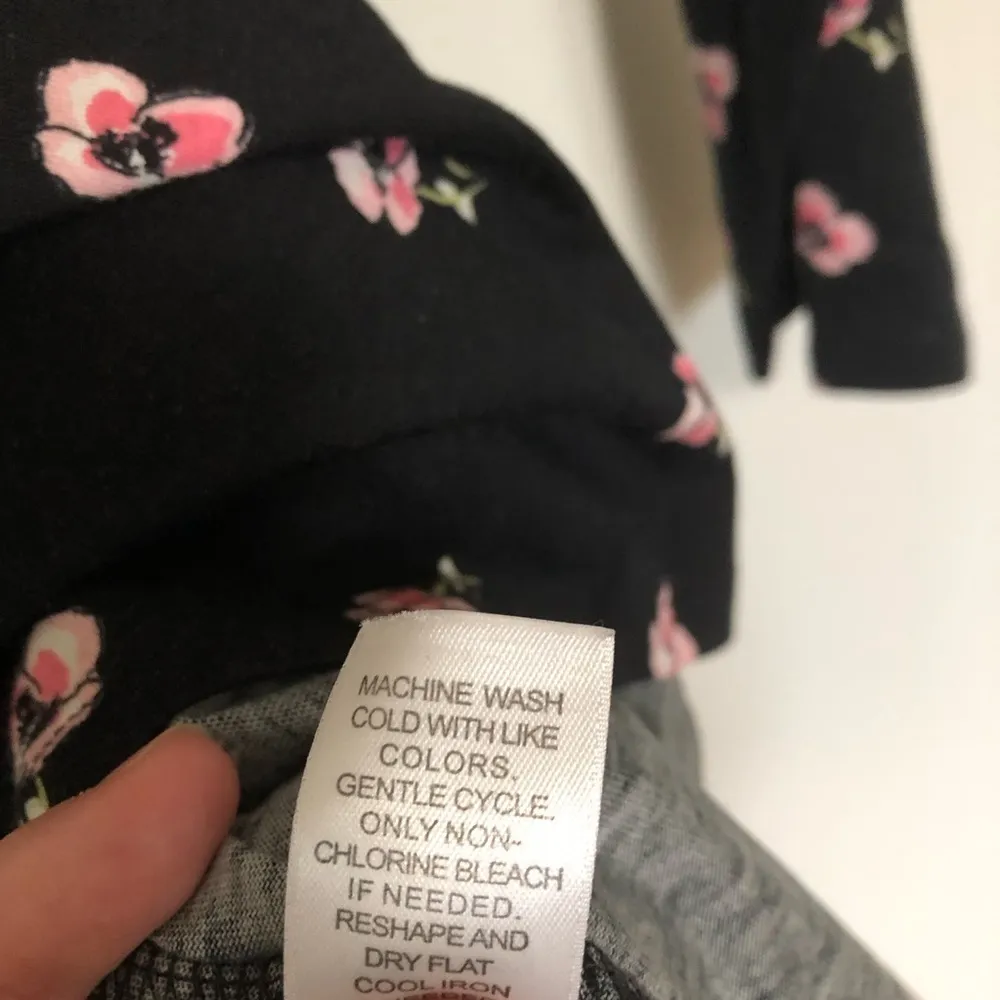 MACHINE WASH
COLD WITH LIKE
COLORS.
GENTLE CYCLE.
ONLY NON-
CHLORINE BLEACH
IF NEEDED.
RESHAPE AND
DRY FLAT
COOL IRON